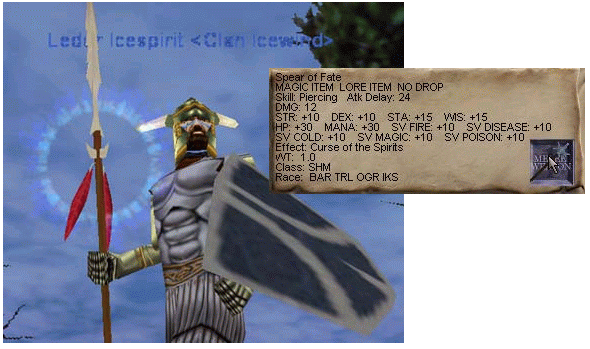 Ledur Icespirit <Clan Icewind>
Spear of Fate
MAGIC ITEM LORE ITEM NO DROP
Skill: Piercing Atk Delay: 24
DMG: 12
STR: +10 DEX: +10 STA: +15 WIS: +15
HP: +30 MANA: +30 SV FIRE: +10 SV DISEASE: +10
SV COLD: +10 SV MAGIC: +10 SV POISON: +10
Effect: Curse of the Spirits
WT: 1.0
Class: SHM
Race: BAR TRL OGR IKS